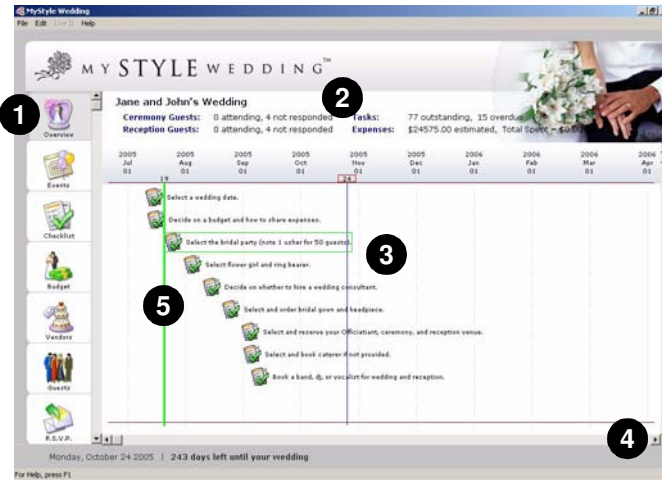 MyStyle Wedding
File Edit Live It Help
MY STYLE WEDDING™
1
2
Jane and John's Wedding
Ceremony Guests: 0 attending, 4 not responded Tasks: 77 outstanding, 15 overdue
Reception Guests: 0 attending, 4 not responded Expenses: $24575.00 estimated, Total Spent
Overview
2005 2005 2005 2005 2005 2005 2006 2006 2006 2006
Jul Aug Sep Oct Nov Dec Jan Feb Mar Apr
01 01 01 01 01 01 01 01 01 01
19 24
Events
Select a wedding date.
Decide on a budget and how to share expenses.
Checklist
Select the bridal party (note 1 usher for 50 guests).
3
Select flower girl and ring bearer.
Budget
Decide on whether to hire a wedding consultant.
5
Select and order bridal gown and headpiece.
Vendors
Select and reserve your Officiant, ceremony, and reception venue.
Select and book caterer if not provided.
Guests
Book a band, dj, or vocalist for wedding and reception.
R.S.V.P.
4
Monday, October 24 2005 | 243 days left until your wedding
For Help, press F1